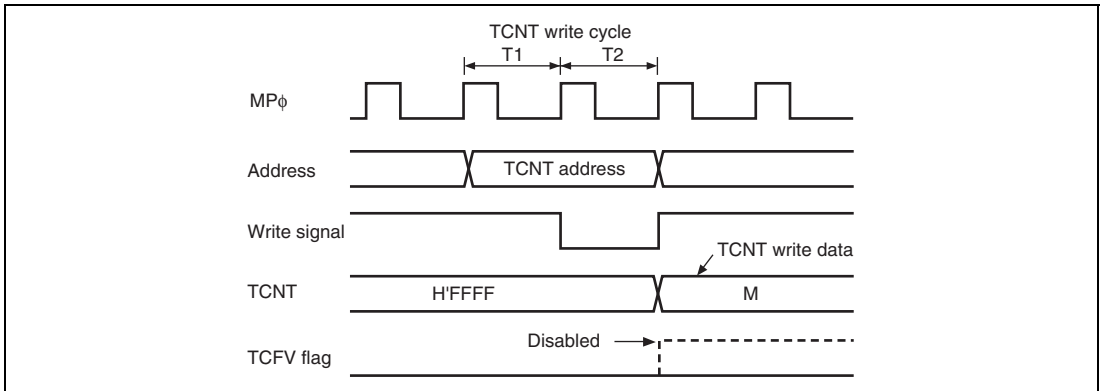 TCNT write cycle
T1 T2
MPϕ
Address TCNT address
Write signal
TCNT write data
TCNT H'FFFF M
Disabled
TCFV flag